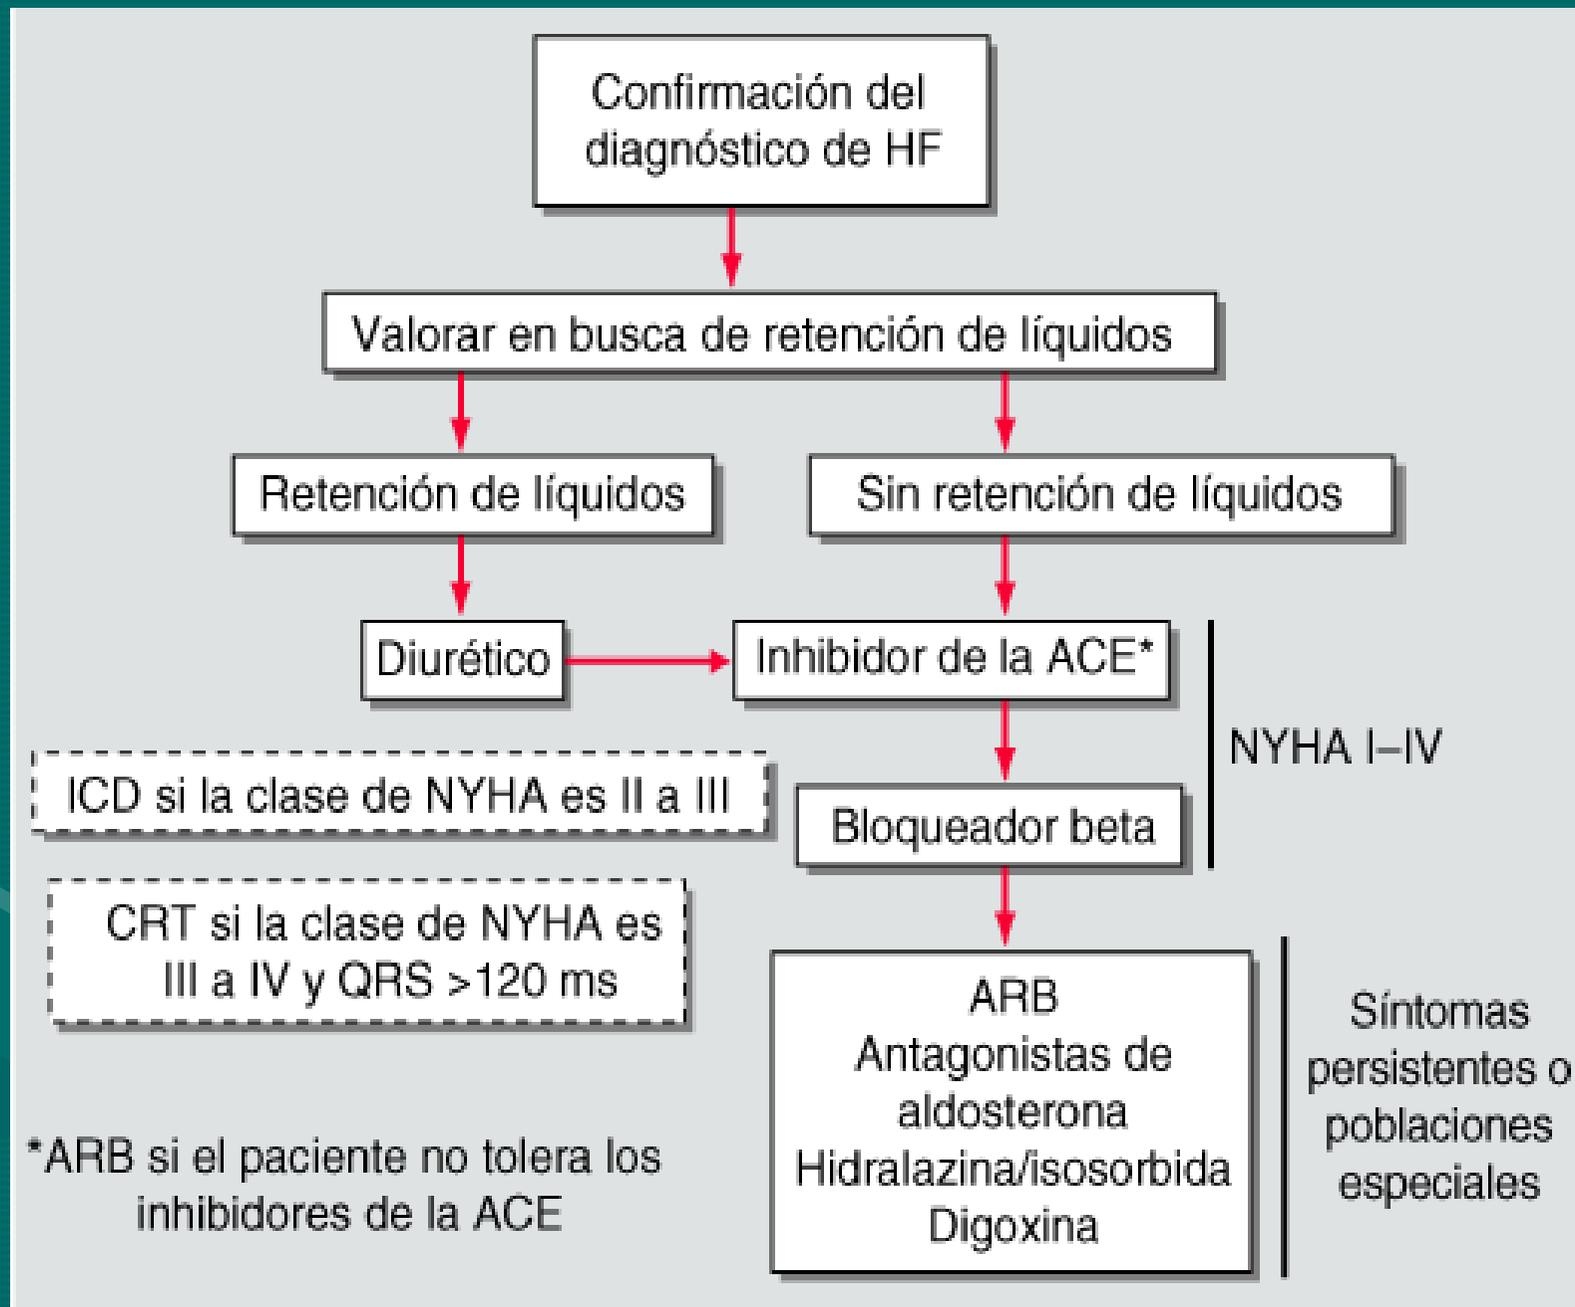 Confirmación del
diagnóstico de HF
Valorar en busca de retención de líquidos
Retención de líquidos
Sin retención de líquidos
Diurético
Inhibidor de la ACE*
NYHA I–IV
ICD si la clase de NYHA es II a III
Bloqueador beta
CRT si la clase de NYHA es
III a IV y QRS >120 ms
ARB
Antagonistas de
aldosterona
Hidralazina/isosorbida
Digoxina
Síntomas
persistentes o
poblaciones
especiales
*ARB si el paciente no tolera los
inhibidores de la ACE